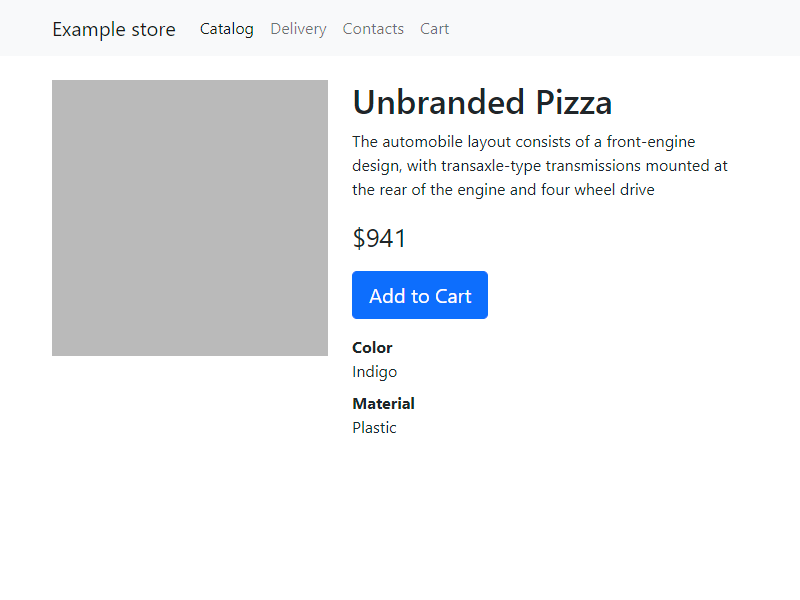 Example store Catalog Delivery Contacts Cart
Unbranded Pizza
The automobile layout consists of a front-engine
design, with transaxle-type transmissions mounted at
the rear of the engine and four wheel drive
$941
Add to Cart
Color
Indigo
Material
Plastic